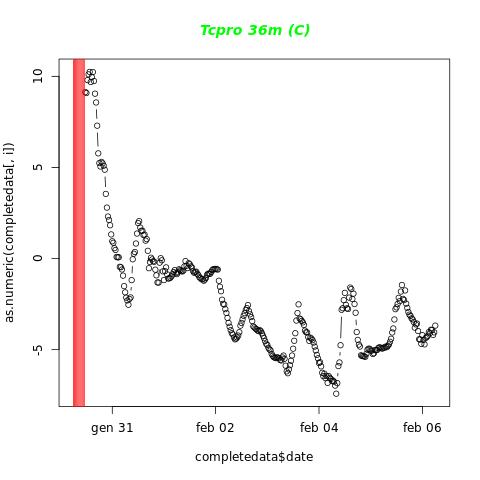 Tcpro 36m (C)
as.numeric(completedata[, i])
10
5
0
-5
gen 31
feb 02
feb 04
feb 06
completedata$date